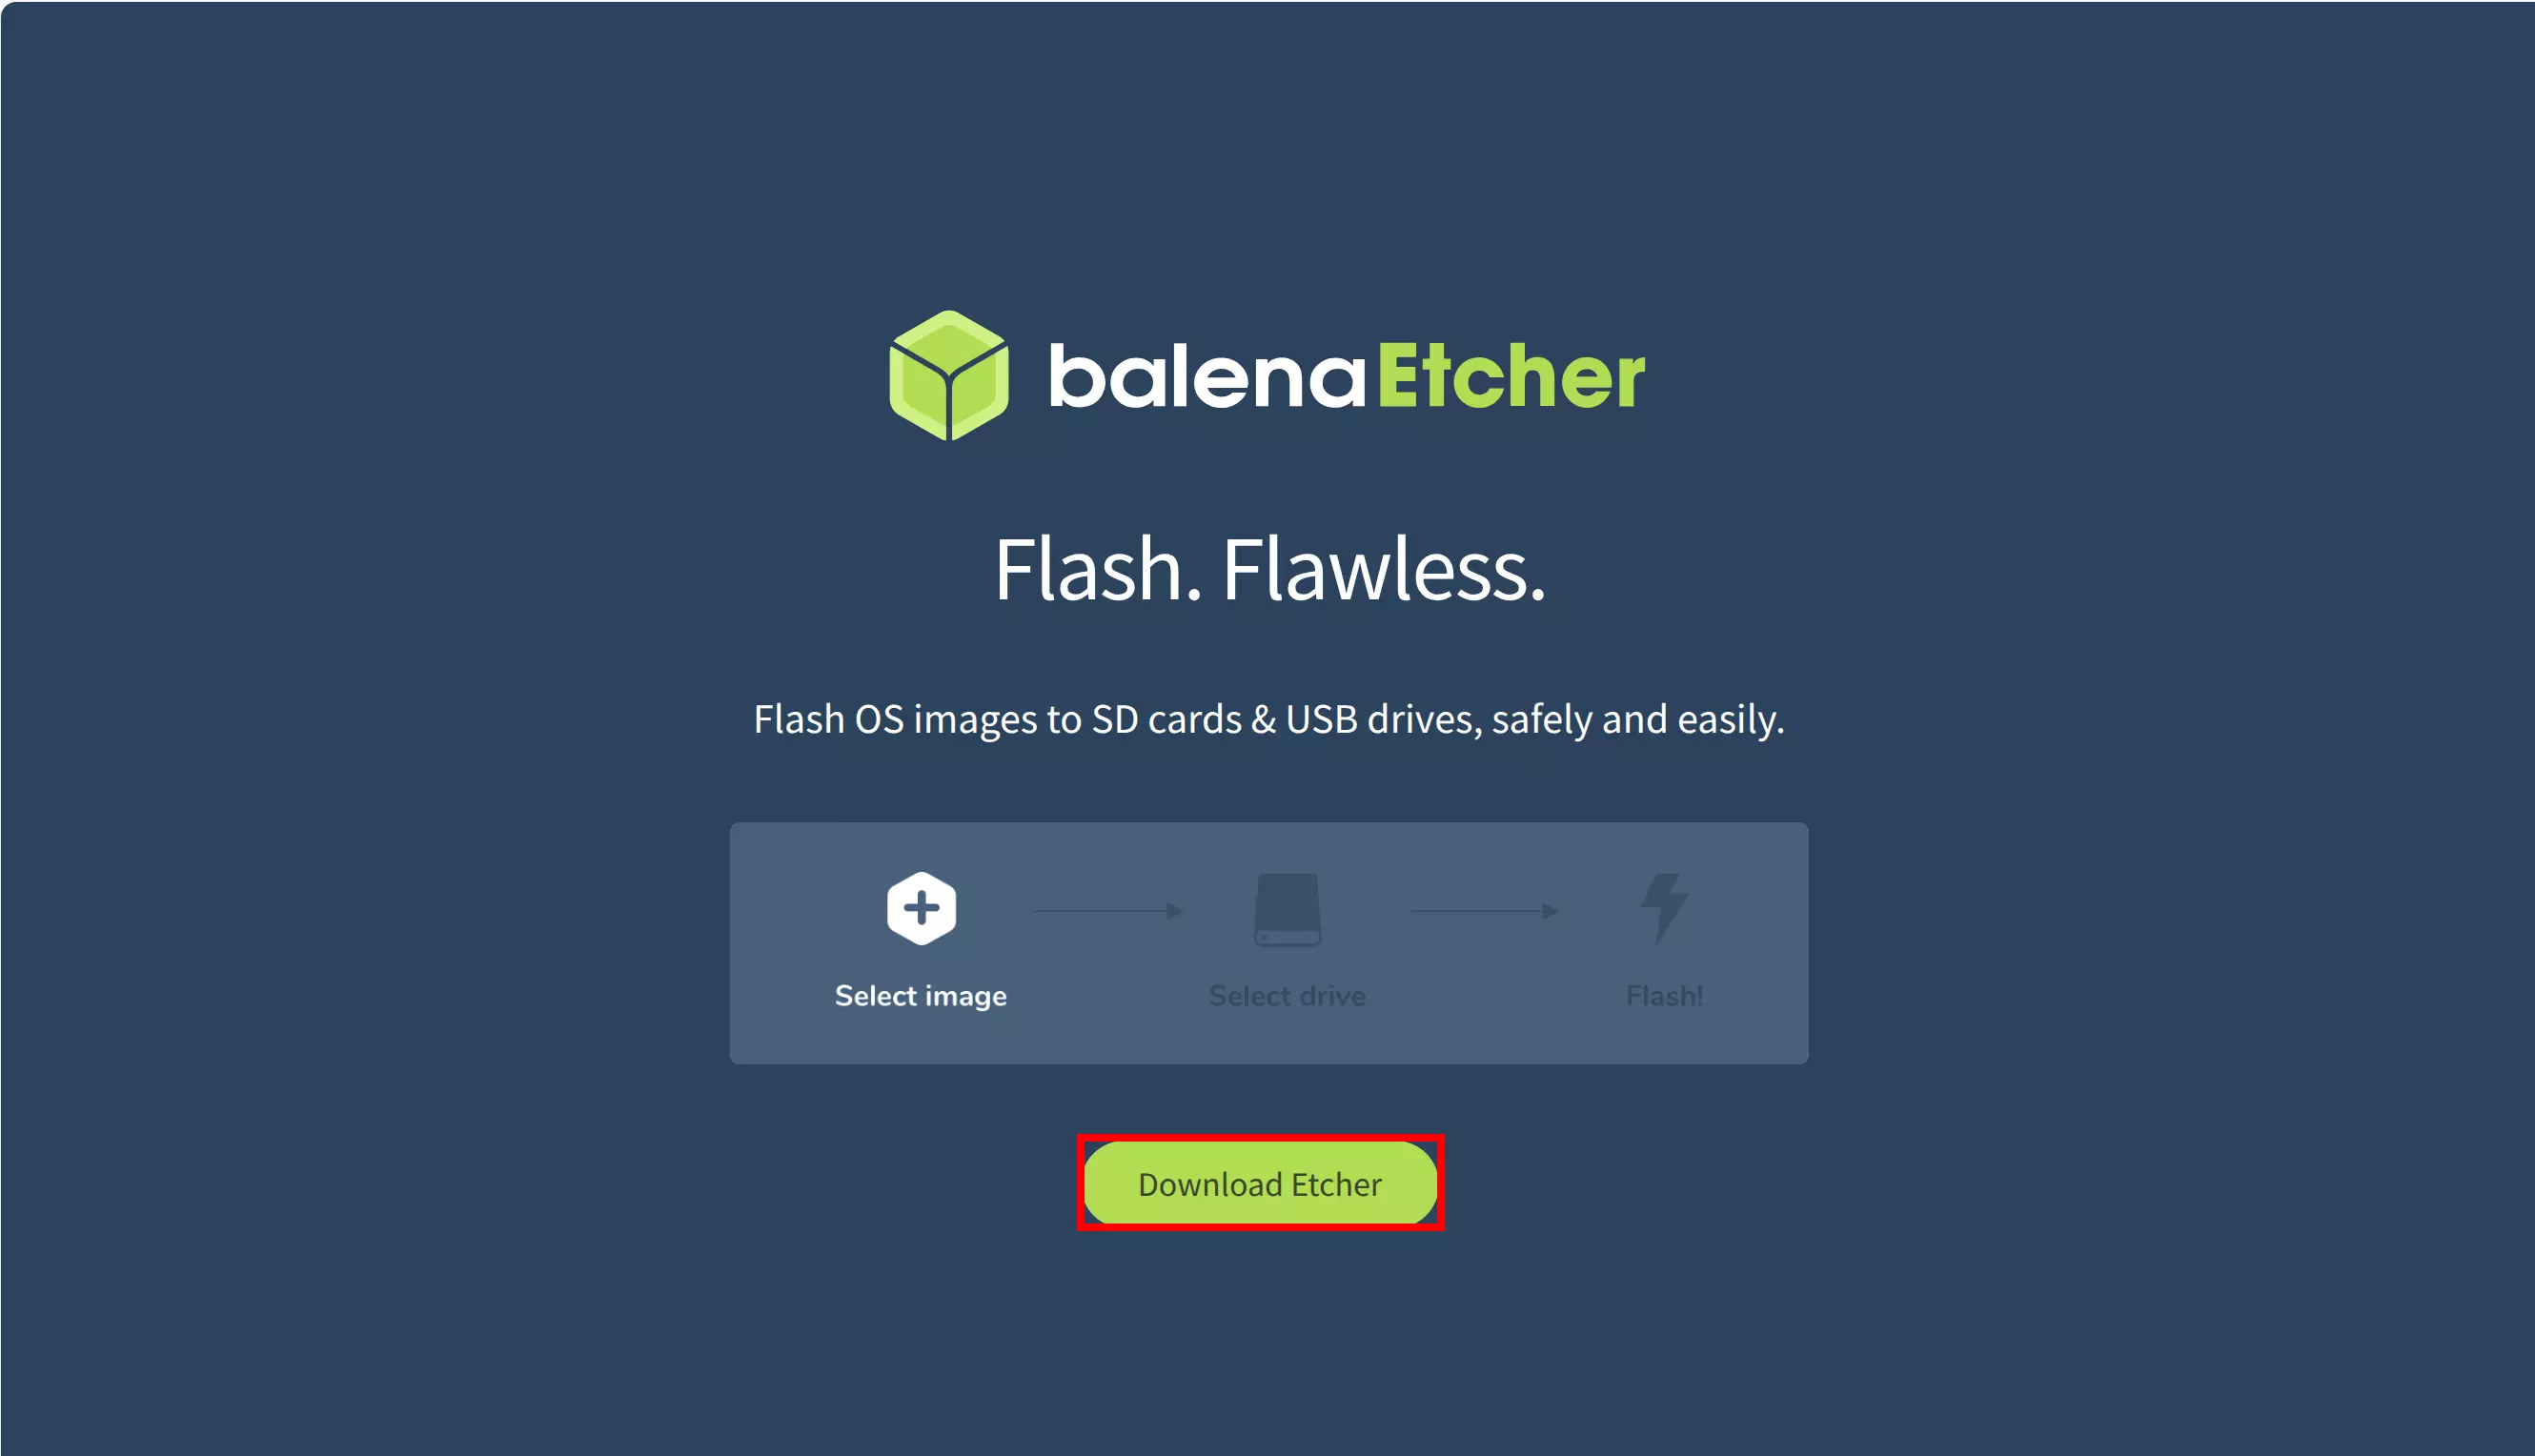 balenaEtcher
Flash. Flawless.
Flash OS images to SD cards & USB drives, safely and easily.
Select image
Select drive
Flash!
Download Etcher